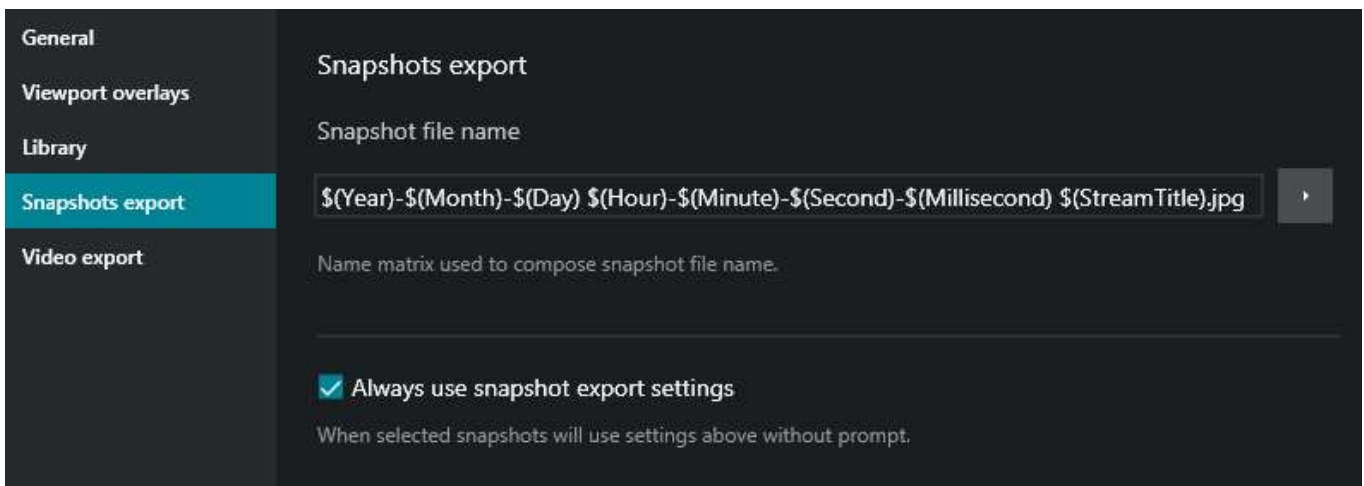 General
Viewport overlays
Library
Snapshots export
Video export
Snapshots export
Snapshot file name
$(Year)-$(Month)-$(Day) $(Hour)-$(Minute)-$(Second)-$(Millisecond) $(StreamTitle).jpg
Name matrix used to compose snapshot file name.
Always use snapshot export settings
When selected snapshots will use settings above without prompt.